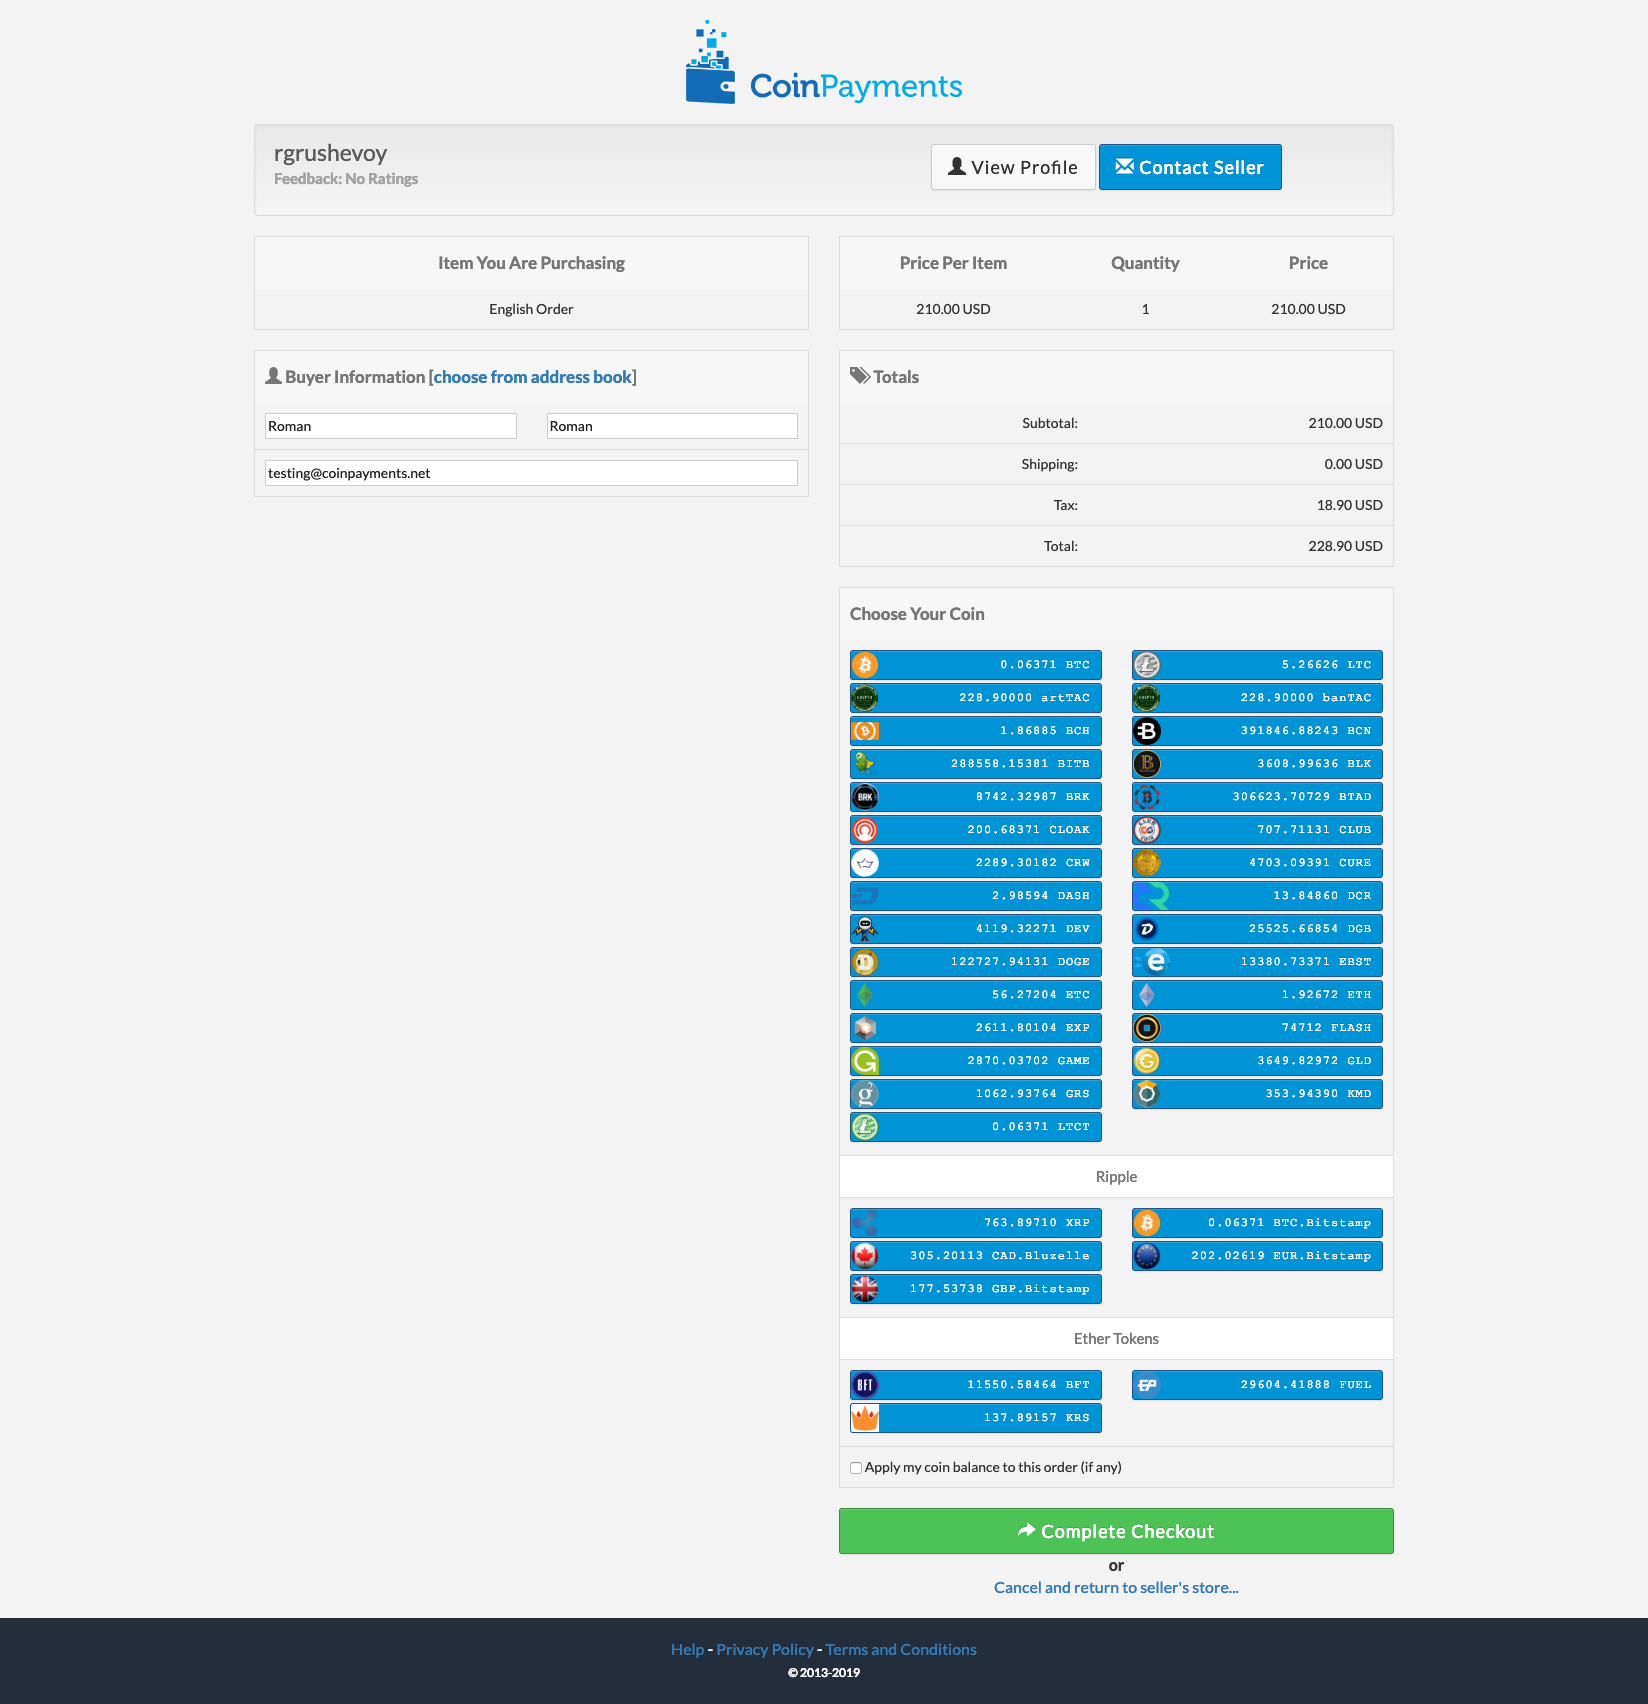 CoinPayments
rgrushevoy
Feedback: No Ratings
View Profile
Contact Seller
Item You Are Purchasing
English Order
Price Per Item Quantity Price
210.00 USD 1 210.00 USD
Buyer Information [choose from address book]
Roman Roman
testing@coinpayments.net
Totals
Subtotal: 210.00 USD
Shipping: 0.00 USD
Tax: 18.90 USD
Total: 228.90 USD
Choose Your Coin
0.06371 BTC 5.26626 LTC
228.90000 artTAC 228.90000 banTAC
1.86885 BCH 391846.88243 BCN
288558.15381 BITB 3608.99636 BLK
BRK 8742.32987 BRK 306623.70729 BTAD
200.68371 CLOAK 707.71131 CLUB
2289.30182 CRW 4703.09391 CURE
2.98594 DASH 13.84860 DCR
4119.32271 DEV 25525.66854 DGB
122727.94131 DOGE 13380.73371 EBST
56.27204 ETC 1.92672 ETH
2611.80104 EXP 74712 FLASH
2870.03702 GAME 3649.82972 GLD
1062.93764 GRS 353.94390 KMD
0.06371 LTCT
Ripple
763.89710 XRP 0.06371 BTC.Bitstamp
305.20113 CAD.Bluzelle 202.02619 EUR.Bitstamp
177.53738 GBP.Bitstamp
Ether Tokens
BFT 11550.58464 BFT EP 29604.41888 FUEL
137.89157 KRS
Apply my coin balance to this order (if any)
Complete Checkout
or
Cancel and return to seller's store...
Help - Privacy Policy - Terms and Conditions
© 2013-2019